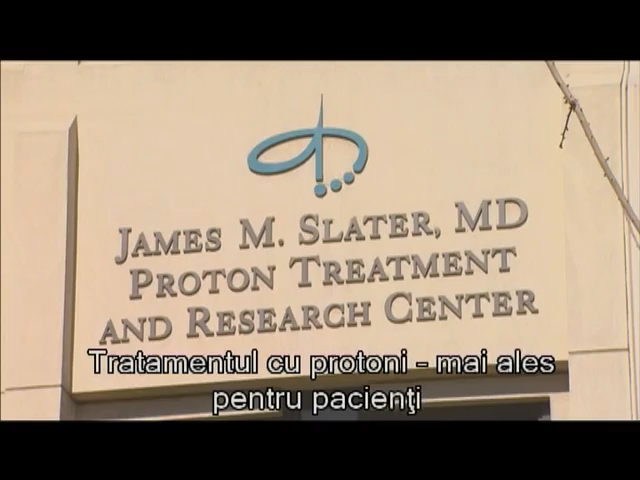 JAMES M. SLATER, MD
PROTON TREATMENT
AND RESEARCH CENTER
Tratamentul cu protoni - mai ales
pentru pacienţi